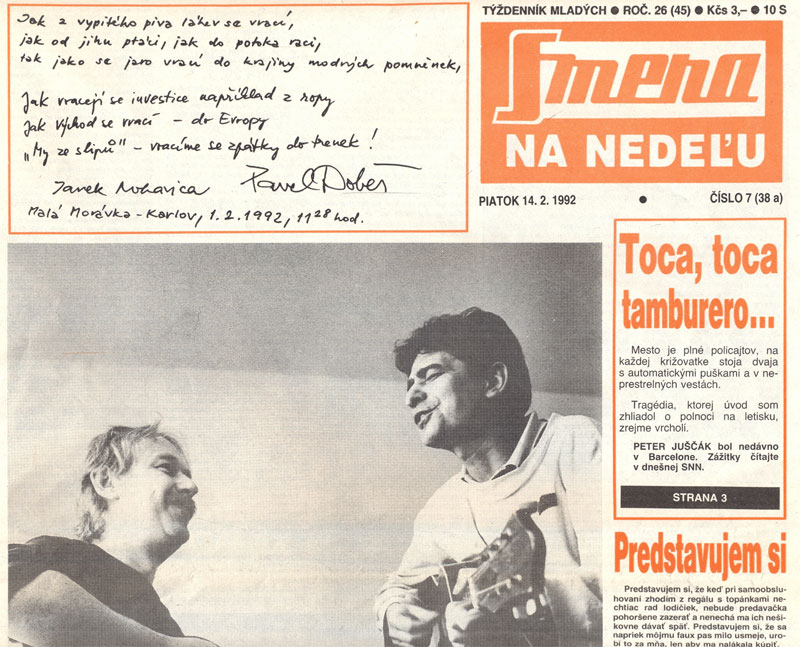 Jak z vypitého piva láhev se vrací,
jak od jihu ptáci, jak do potoka raci,
tak jako se jaro vrací do krajiny modrých pomněnek,
Jak vracejí se investice například z ropy
Jak Východ se vrací – do Evropy
„My ze slipů" – vracíme se zpátky do trenek!
Jarek Nohavica Pavel Dobeš
Malá Morávka – Karlov, 1.2.1992, 11 28 hod.
TÝŽDENNÍK MLADÝCH ● ROČ. 26 (45) ● Kčs 3,– ● 10 S
Smena
NA NEDEĽU
PIATOK 14. 2. 1992 ● ČÍSLO 7 (38 a)
Toca, toca
tamburero...
Mesto je plné policajtov, na
každej križovatke stoja dvaja
s automatickými puškami a v ne-
prestrelných vestách.
Tragédia, ktorej úvod som
zhliadol o polnoci na letisku,
zrejme vrcholí.
PETER JUŠČÁK bol nedávno
v Barcelone. Zážitky čítajte
v dnešnej SNN.
STRANA 3
Predstavujem si
Predstavujem si, že keď pri samoobslu-
hovaní zhodím z regálu s topánkami ne-
chtiac rad lodičiek, nebude predavačka
pohoršene zazerať a nenechá ma ich neši-
kovne dávať späť. Predstavujem si, že sa
napriek môjmu faux pas milo usmeje, uro-
bí to za mňa, len aby ma nalákala kúpiť.